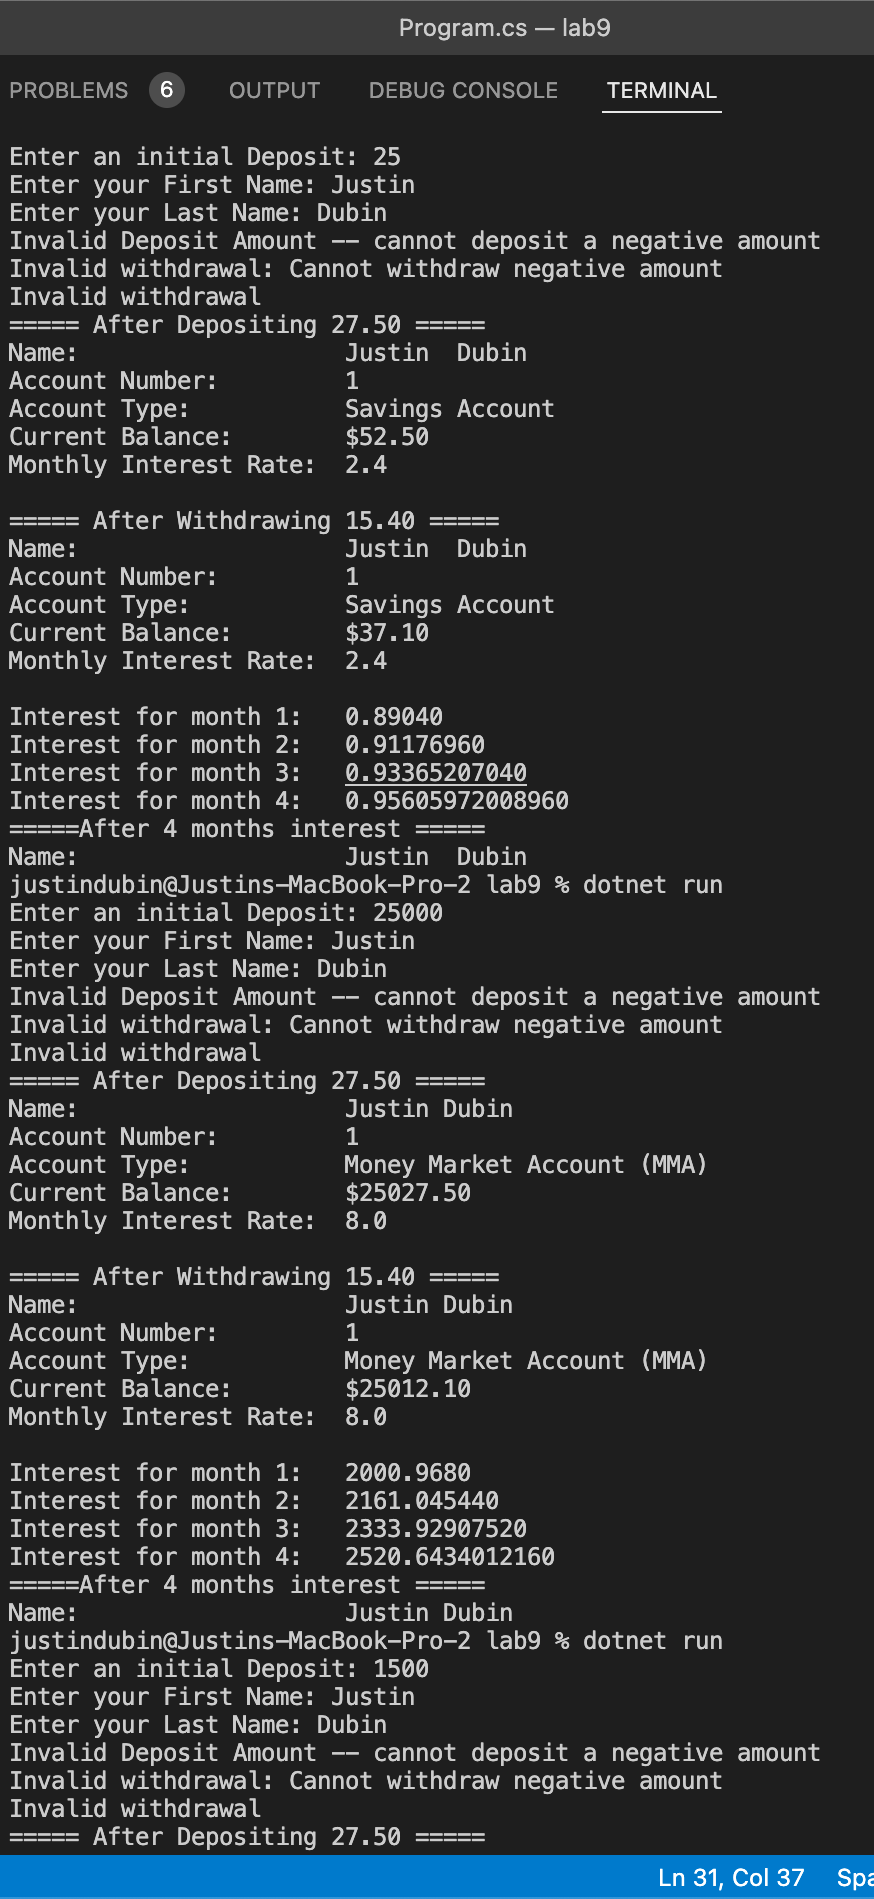 Program.cs — lab9
PROBLEMS 6 OUTPUT DEBUG CONSOLE TERMINAL
Enter an initial Deposit: 25
Enter your First Name: Justin
Enter your Last Name: Dubin
Invalid Deposit Amount -- cannot deposit a negative amount
Invalid withdrawal: Cannot withdraw negative amount
Invalid withdrawal
===== After Depositing 27.50 =====
Name:                   Justin  Dubin
Account Number:         1
Account Type:           Savings Account
Current Balance:        $52.50
Monthly Interest Rate:  2.4

===== After Withdrawing 15.40 =====
Name:                   Justin  Dubin
Account Number:         1
Account Type:           Savings Account
Current Balance:        $37.10
Monthly Interest Rate:  2.4

Interest for month 1:   0.89040
Interest for month 2:   0.91176960
Interest for month 3:   0.93365207040
Interest for month 4:   0.95605972008960
=====After 4 months interest =====
Name:                   Justin  Dubin
justindubin@Justins-MacBook-Pro-2 lab9 % dotnet run
Enter an initial Deposit: 25000
Enter your First Name: Justin
Enter your Last Name: Dubin
Invalid Deposit Amount -- cannot deposit a negative amount
Invalid withdrawal: Cannot withdraw negative amount
Invalid withdrawal
===== After Depositing 27.50 =====
Name:                   Justin Dubin
Account Number:         1
Account Type:           Money Market Account (MMA)
Current Balance:        $25027.50
Monthly Interest Rate:  8.0

===== After Withdrawing 15.40 =====
Name:                   Justin Dubin
Account Number:         1
Account Type:           Money Market Account (MMA)
Current Balance:        $25012.10
Monthly Interest Rate:  8.0

Interest for month 1:   2000.9680
Interest for month 2:   2161.045440
Interest for month 3:   2333.92907520
Interest for month 4:   2520.6434012160
=====After 4 months interest =====
Name:                   Justin Dubin
justindubin@Justins-MacBook-Pro-2 lab9 % dotnet run
Enter an initial Deposit: 1500
Enter your First Name: Justin
Enter your Last Name: Dubin
Invalid Deposit Amount -- cannot deposit a negative amount
Invalid withdrawal: Cannot withdraw negative amount
Invalid withdrawal
===== After Depositing 27.50 =====
Ln 31, Col 37